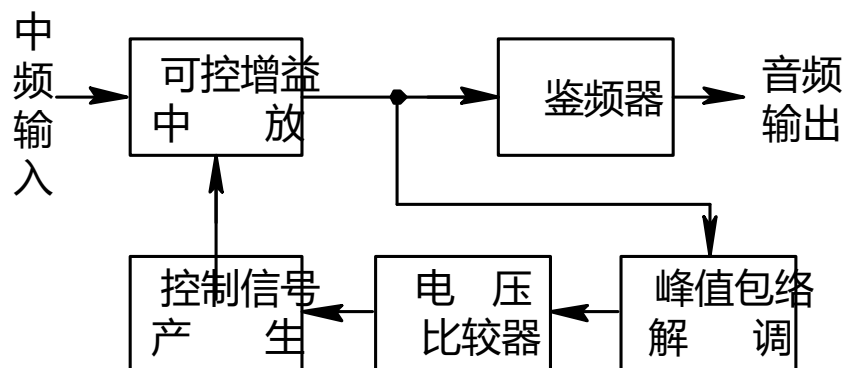 中
频
输
入
可控增益
中 放
鉴频器
音频
输出
控制信号
产 生
电 压
比较器
峰值包络
解 调